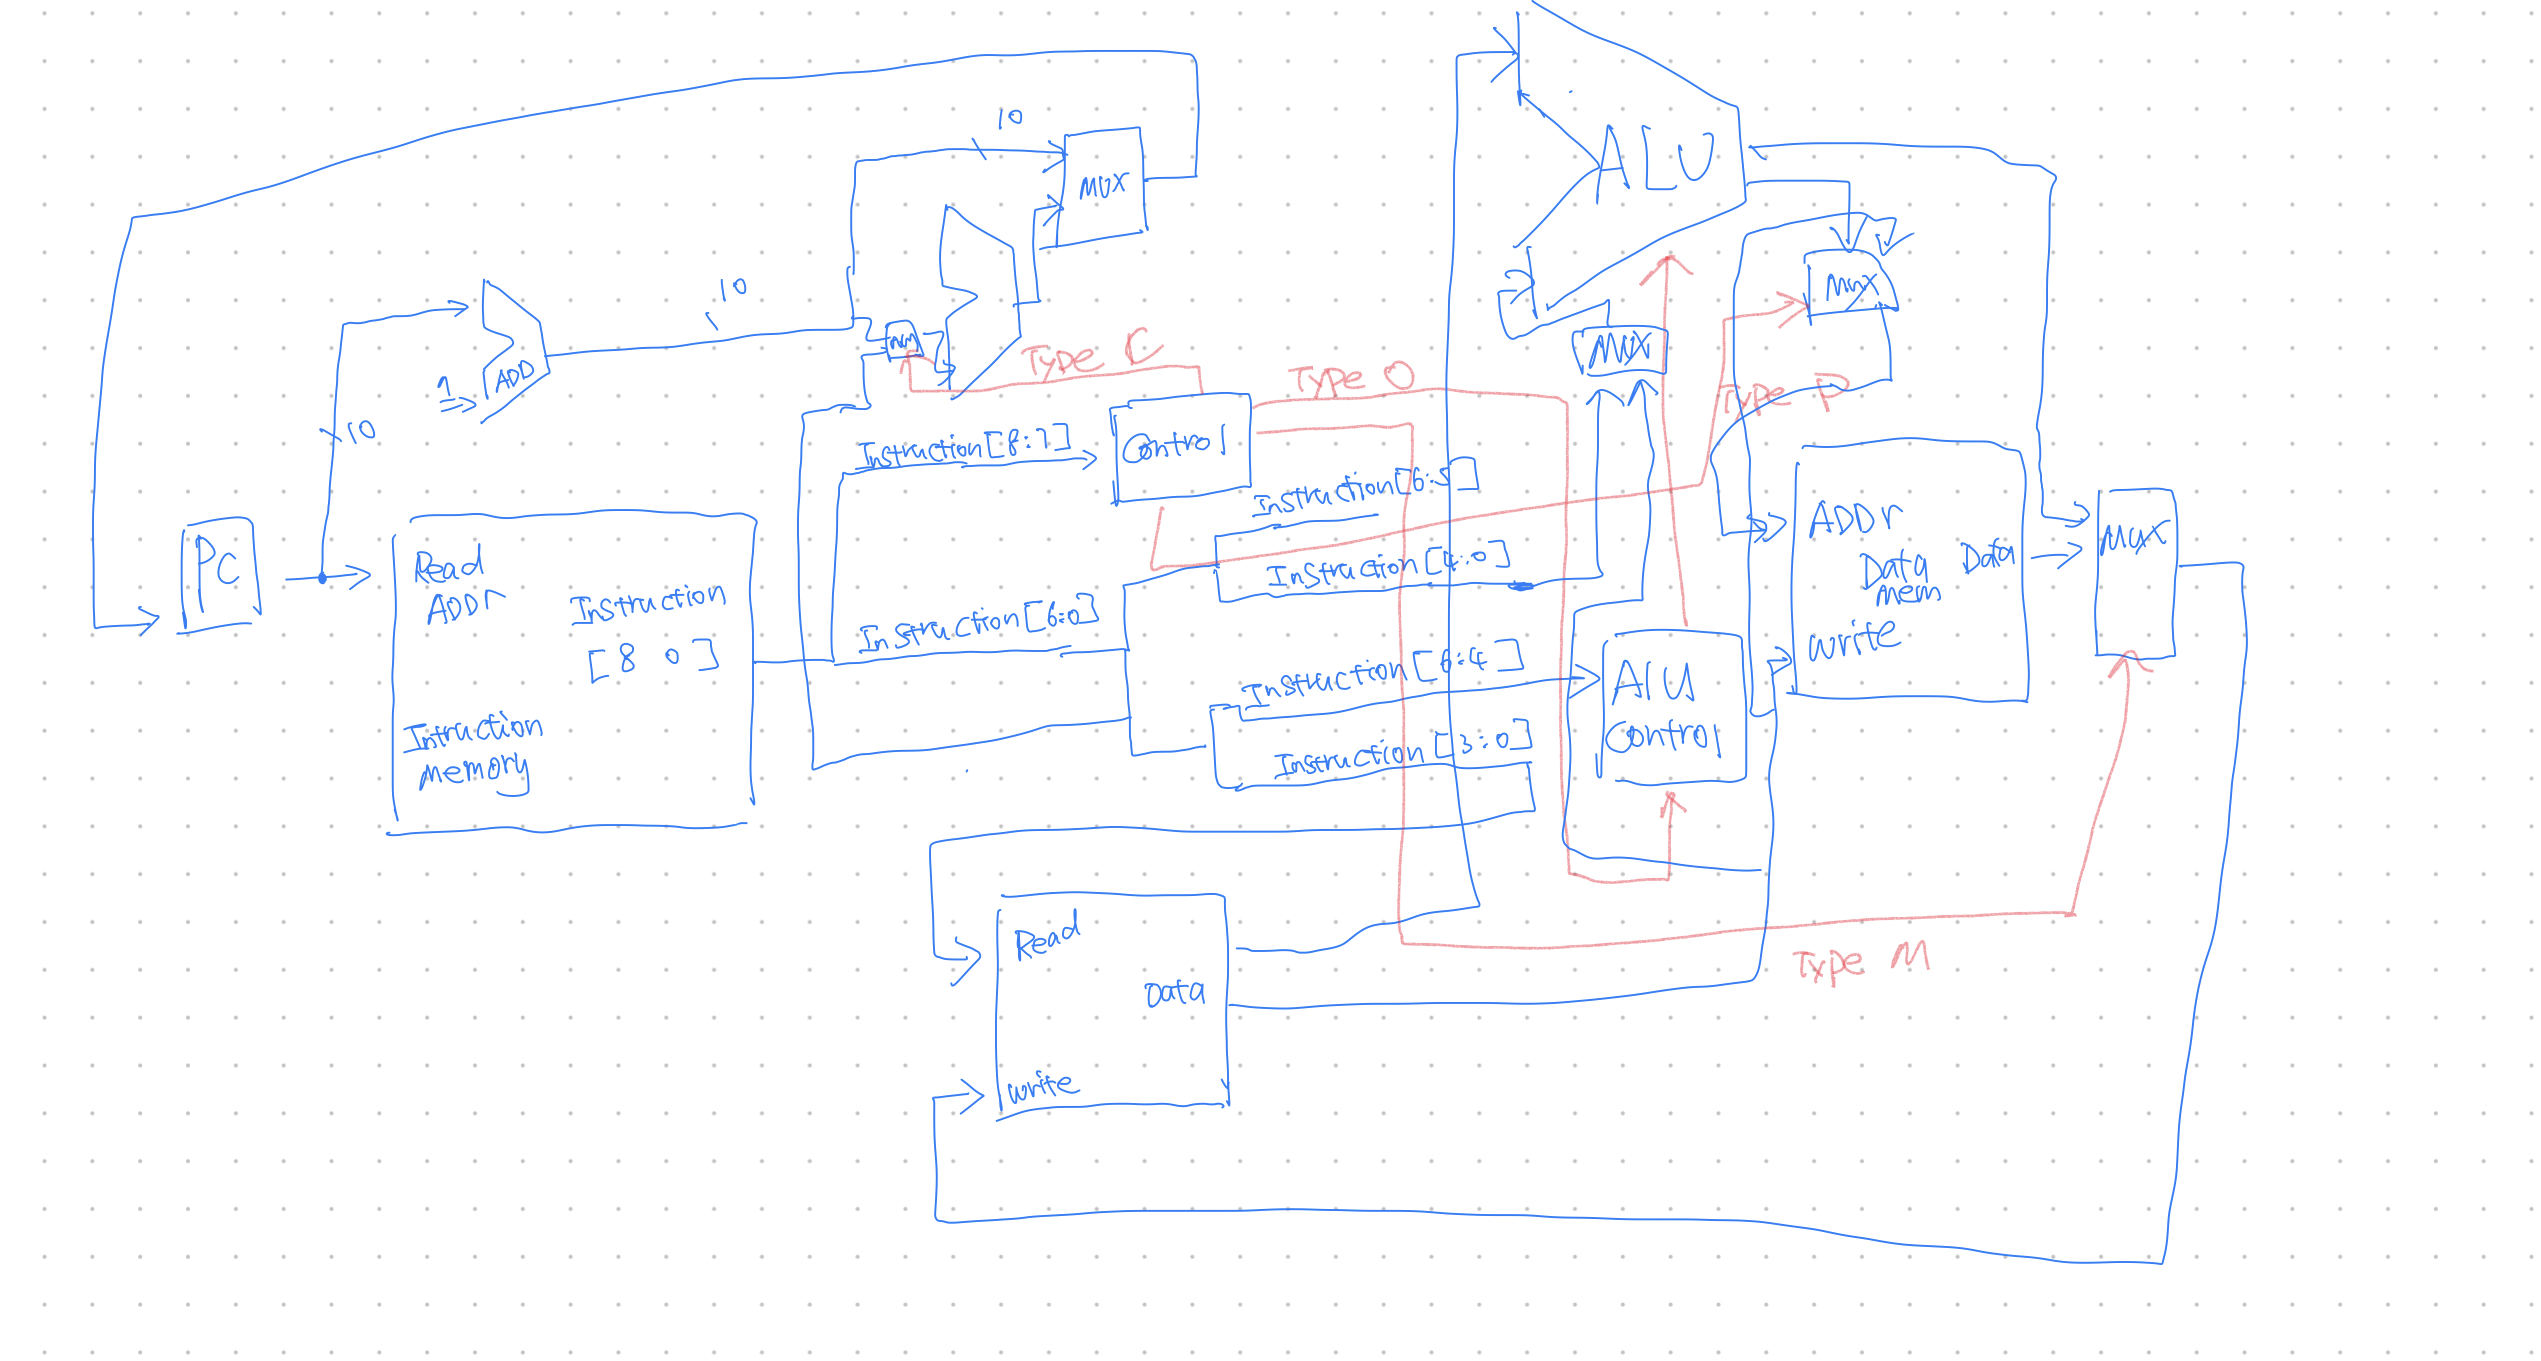 10
MUX
ALU
10
Mux
ADD
1
10
Type C
Type O
MUX
Type P
Instruction[8:7]
Control
Instruction[6:5]
PC
Read
ADDr
Instruction
[8 0]
Intruction
memory
Instruction[6:0]
Instruction[4:0]
Instruction[6:4]
Instruction[3:0]
ALU
Control
ADDr
Data
Data
mem
write
Mux
Read
Data
write
Type M